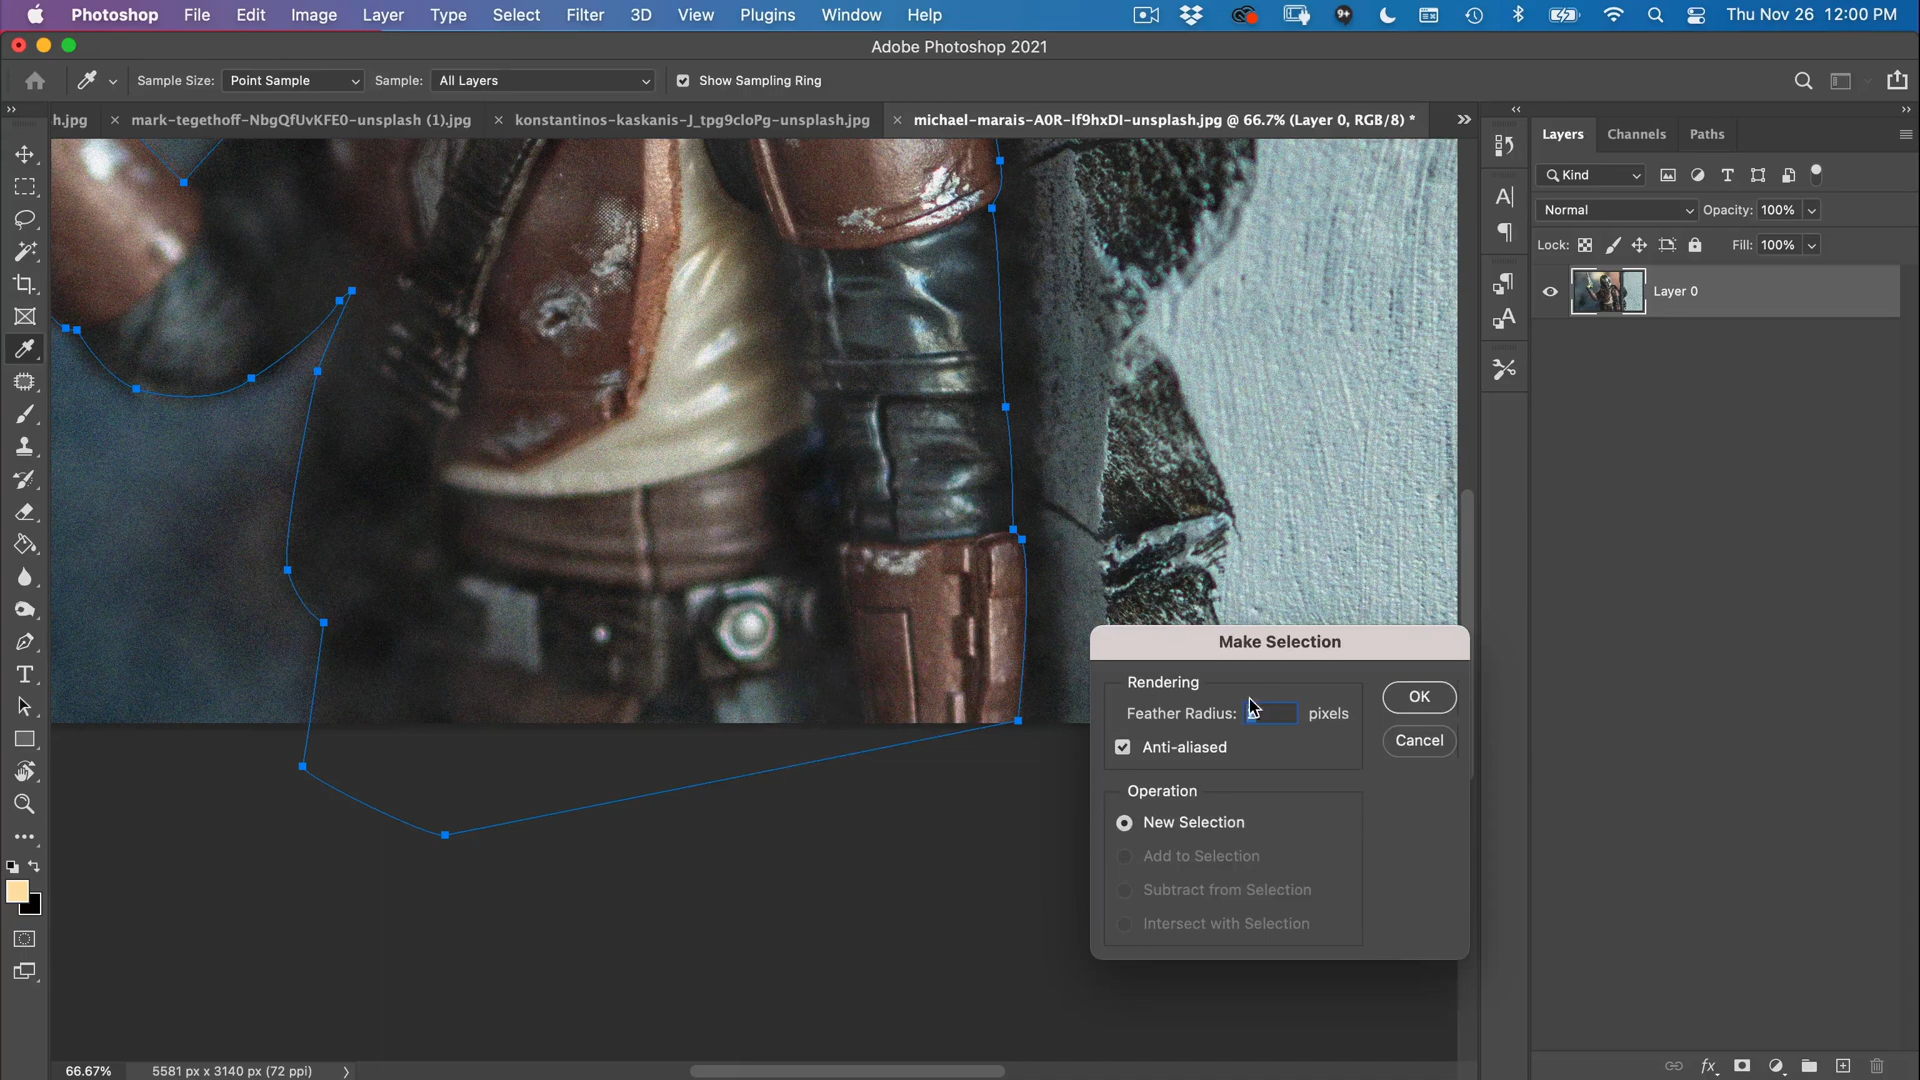 Photoshop File Edit Image Layer Type Select Filter 3D View Plugins Window Help 9+ Thu Nov 26 12:00 PM
Adobe Photoshop 2021
Sample Size: Point Sample Sample: All Layers Show Sampling Ring
h.jpg mark-tegethoff-NbgQfUvKFE0-unsplash (1).jpg konstantinos-kaskanis-J_tpg9cloPg-unsplash.jpg michael-marais-A0R-lf9hxDI-unsplash.jpg @ 66.7% (Layer 0, RGB/8) *
Layers Channels Paths
Kind
Normal Opacity: 100%
Lock: Fill: 100%
Layer 0
Make Selection
Rendering
Feather Radius: pixels
Anti-aliased
OK
Cancel
Operation
New Selection
Add to Selection
Subtract from Selection
Intersect with Selection
66.67% 5581 px x 3140 px (72 ppi)